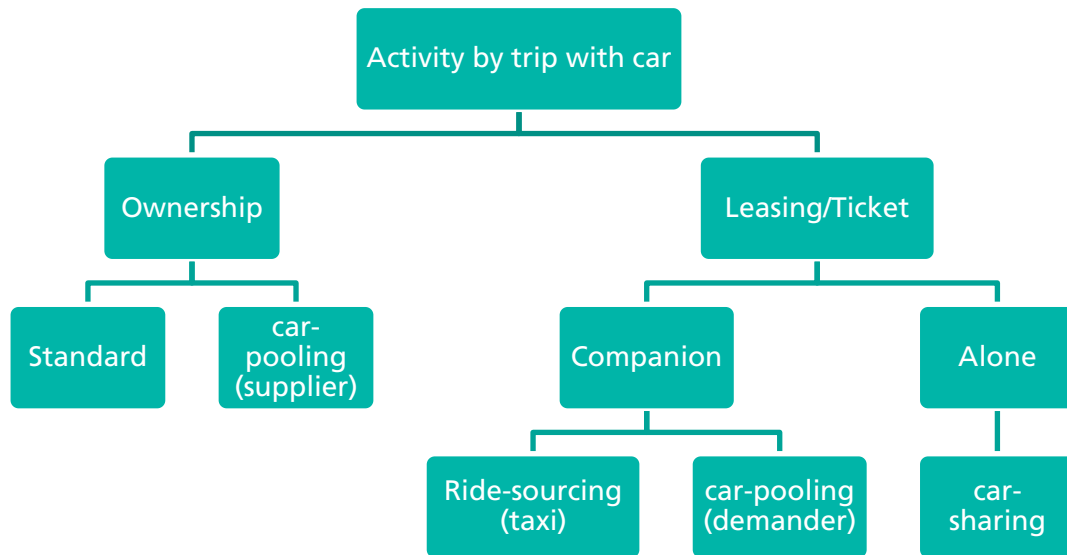 Activity by trip with car
Ownership
Leasing/Ticket
Standard
car-
pooling
(supplier)
Companion
Alone
Ride-sourcing
(taxi)
car-pooling
(demander)
car-
sharing